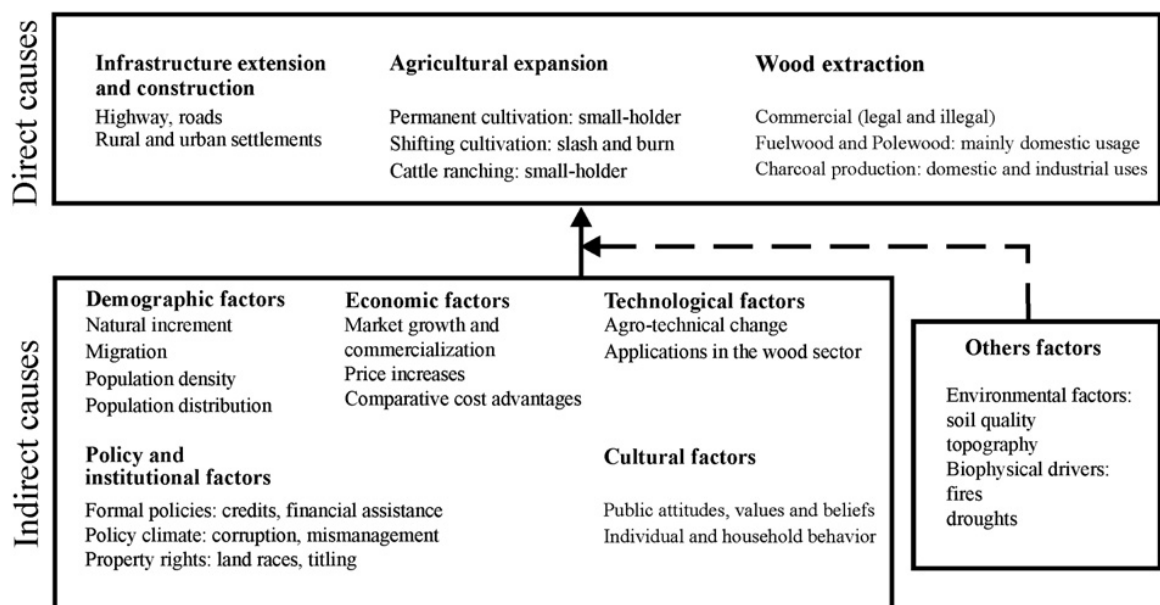 Direct causes
Infrastructure extension
and construction
Highway, roads
Rural and urban settlements
Agricultural expansion
Permanent cultivation: small-holder
Shifting cultivation: slash and burn
Cattle ranching: small-holder
Wood extraction
Commercial (legal and illegal)
Fuelwood and Polewood: mainly domestic usage
Charcoal production: domestic and industrial uses
Indirect causes
Demographic factors
Natural increment
Migration
Population density
Population distribution
Economic factors
Market growth and
commercialization
Price increases
Comparative cost advantages
Technological factors
Agro-technical change
Applications in the wood sector
Policy and
institutional factors
Formal policies: credits, financial assistance
Policy climate: corruption, mismanagement
Property rights: land races, titling
Cultural factors
Public attitudes, values and beliefs
Individual and household behavior
Others factors
Environmental factors:
soil quality
topography
Biophysical drivers:
fires
droughts